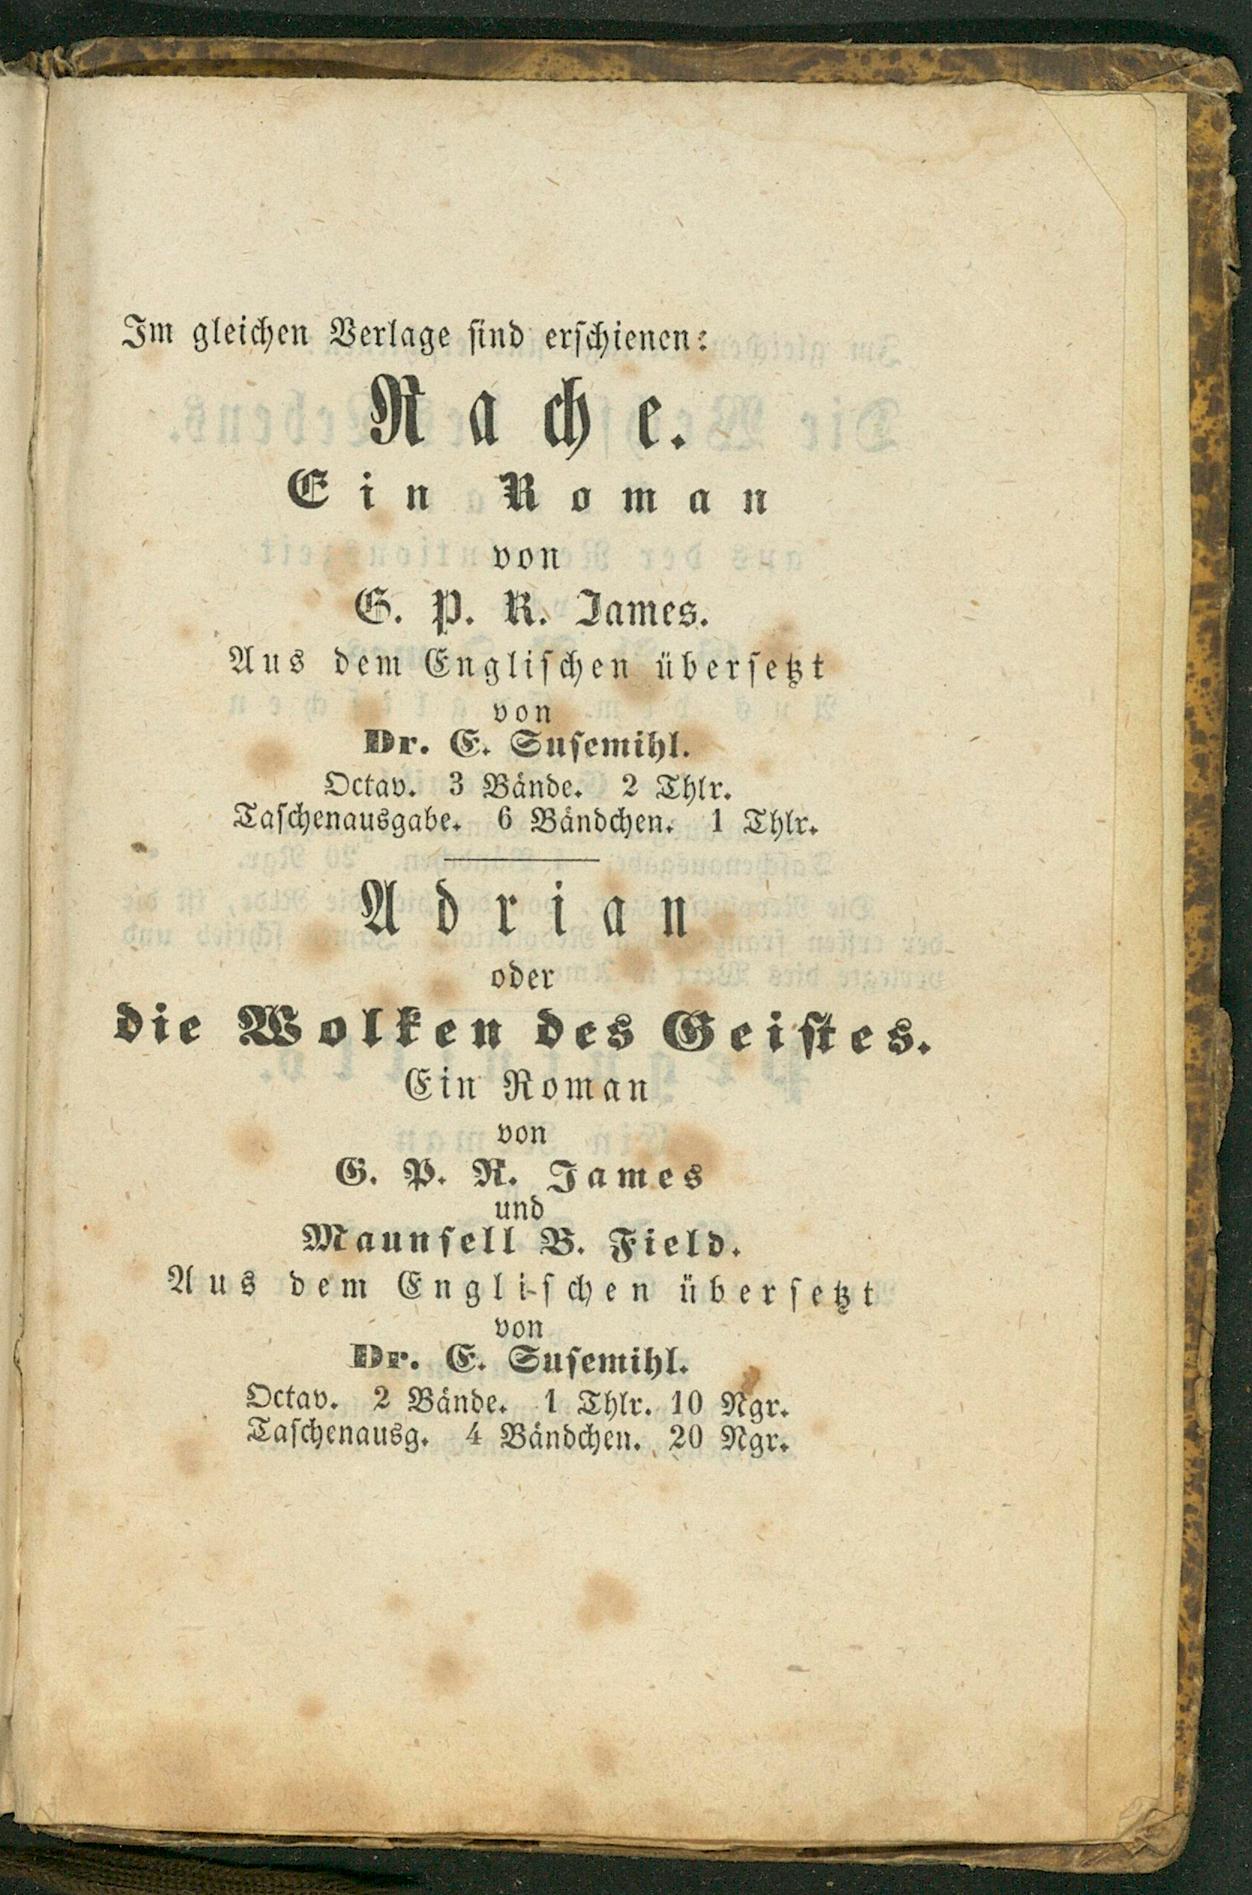 Im gleichen Verlage ſind erſchienen:
Rache.
Ein Roman
von
G. P. R. James.
Aus dem Engliſchen überſetzt
von
Dr. E. Suſemihl.
Octav. 3 Bände. 2 Thlr.
Taſchenausgabe. 6 Bändchen. 1 Thlr.
Adrian
oder
die Wolken des Geiſtes.
Ein Roman
von
G. P. R. James
und
Maunſell B. Field.
Aus dem Engli-ſchen überſetzt
von
Dr. E. Suſemihl.
Octav. 2 Bände. 1 Thlr. 10 Ngr.
Taſchenausg. 4 Bändchen. 20 Ngr.